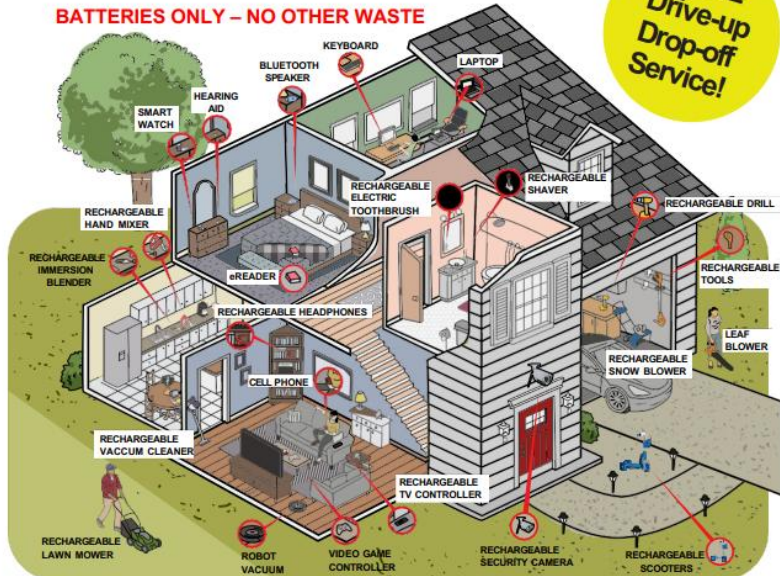 BATTERIES ONLY – NO OTHER WASTE
Drive-up
Drop-off
Service!
KEYBOARD
BLUETOOTH
SPEAKER
LAPTOP
HEARING
AID
SMART
WATCH
RECHARGEABLE
ELECTRIC
TOOTHBRUSH
RECHARGEABLE
SHAVER
RECHARGEABLE DRILL
RECHARGEABLE
HAND MIXER
RECHARGEABLE
IMMERSION
BLENDER
eREADER
RECHARGEABLE
TOOLS
RECHARGEABLE HEADPHONES
LEAF
BLOWER
RECHARGEABLE
SNOW BLOWER
CELL PHONE
RECHARGEABLE
VACCUM CLEANER
RECHARGEABLE
TV CONTROLLER
RECHARGEABLE
LAWN MOWER
ROBOT
VACUUM
VIDEO GAME
CONTROLLER
RECHARGEABLE
SECURITY CAMERA
RECHARGEABLE
SCOOTERS